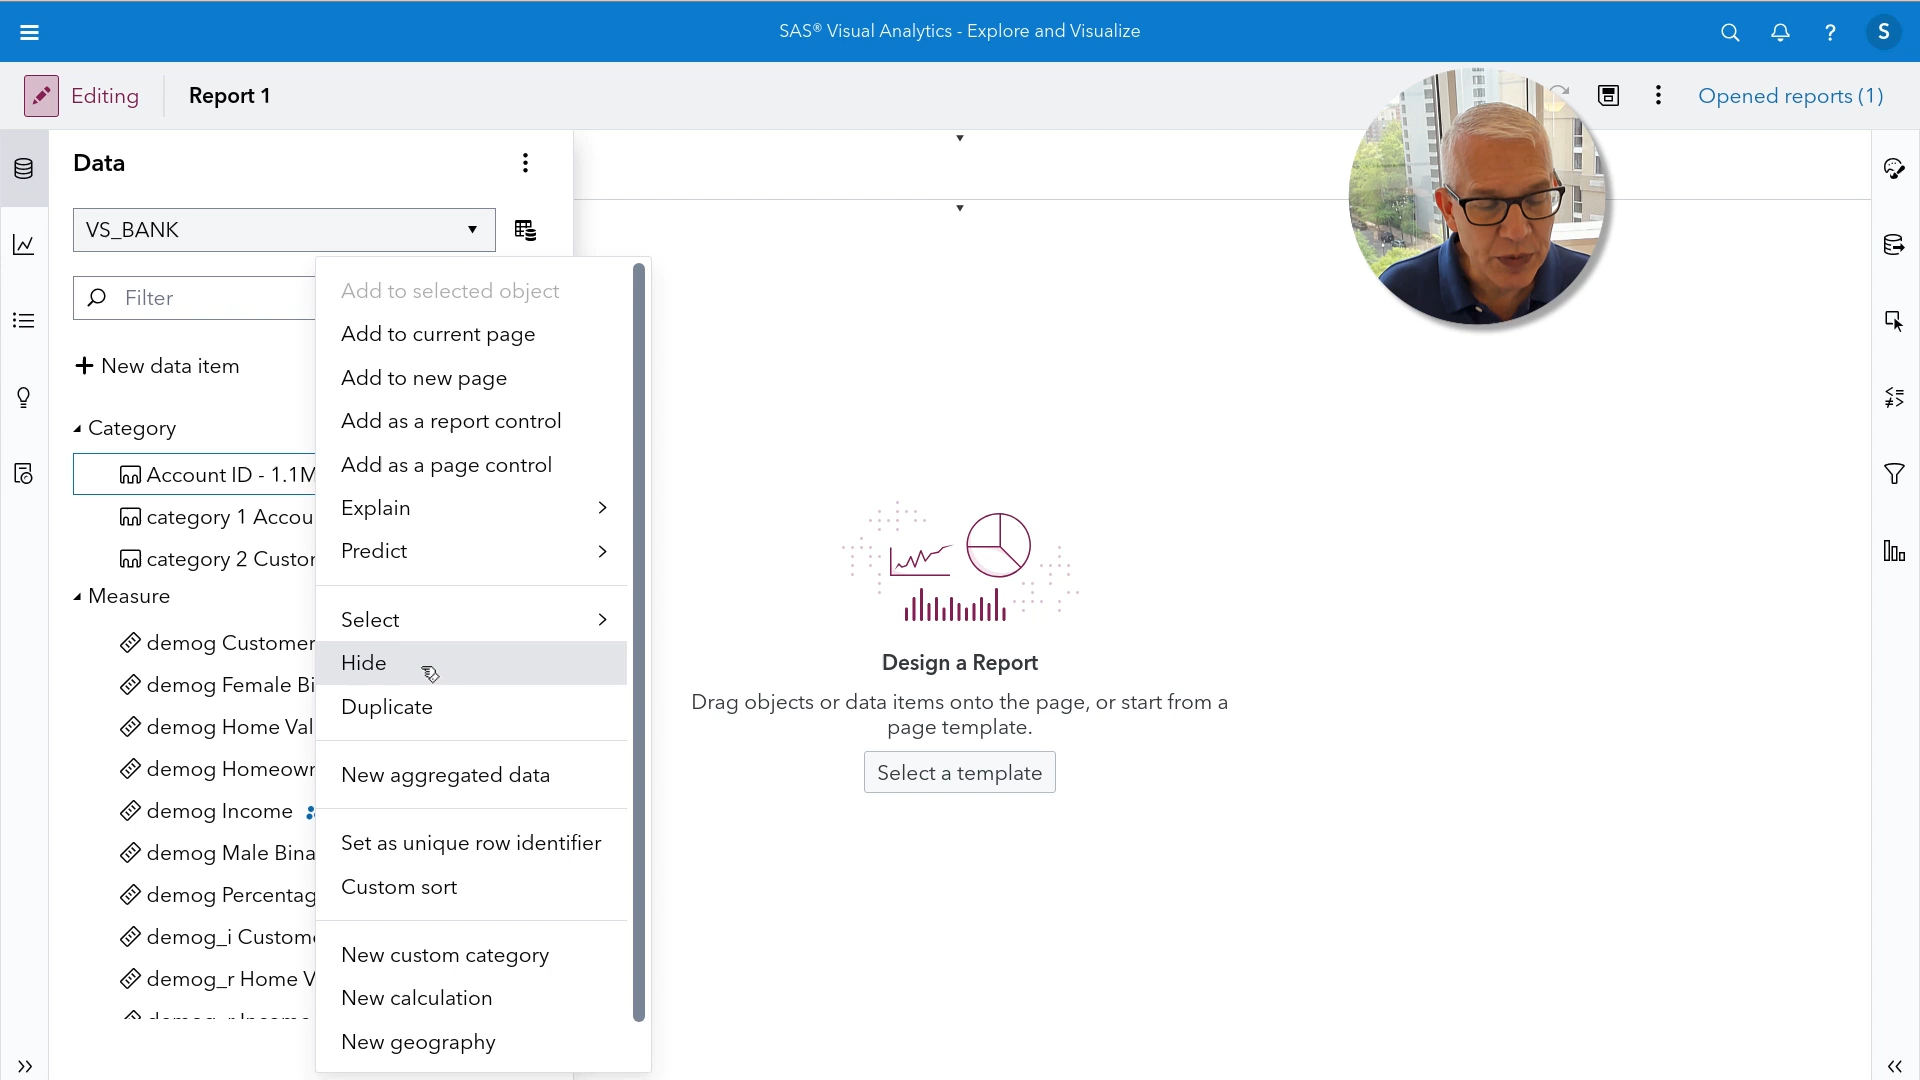 SAS® Visual Analytics - Explore and Visualize
S
Editing
Report 1
Opened reports (1)
Data
VS_BANK
Filter
New data item
Category
Account ID - 1.1M
category 1 Accou
category 2 Custor
Measure
demog Customer
demog Female Bi
demog Home Val
demog Homeowr
demog Income
demog Male Bina
demog Percentag
demog_i Custom
demog_r Home V
Add to selected object
Add to current page
Add to new page
Add as a report control
Add as a page control
Explain
Predict
Select
Hide
Duplicate
New aggregated data
Set as unique row identifier
Custom sort
New custom category
New calculation
New geography
Design a Report
Drag objects or data items onto the page, or start from a
page template.
Select a template